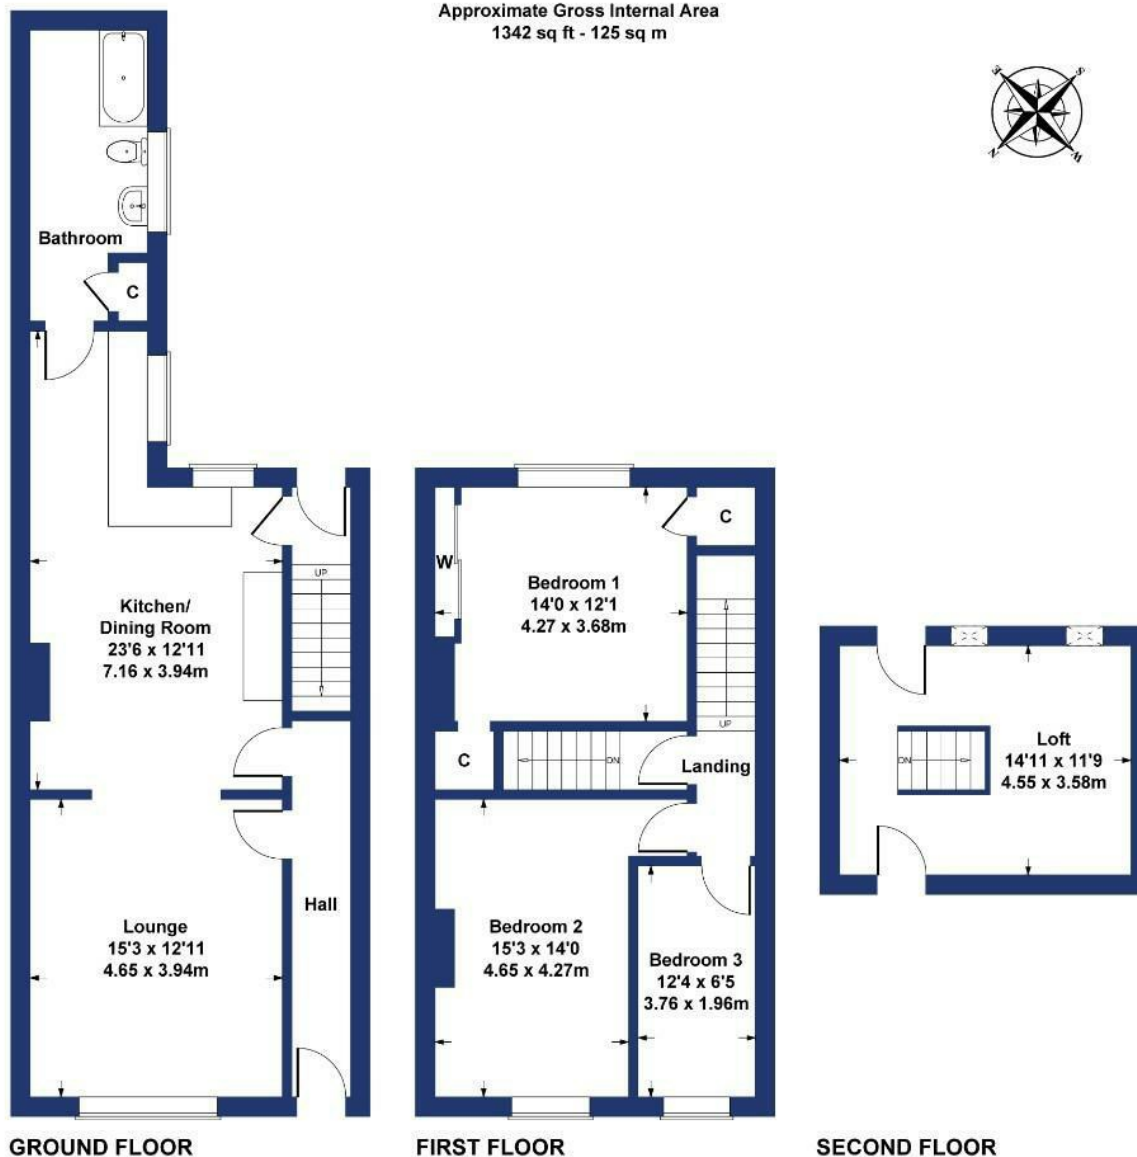 Approximate Gross Internal Area
1342 sq ft - 125 sq m
E
S
N
W
Bathroom
C
UP
Kitchen/
Dining Room
23'6 x 12'11
7.16 x 3.94m
Lounge
15'3 x 12'11
4.65 x 3.94m
Hall
GROUND FLOOR
W
Bedroom 1
14'0 x 12'1
4.27 x 3.68m
C
UP
C
DN
Landing
Bedroom 2
15'3 x 14'0
4.65 x 4.27m
Bedroom 3
12'4 x 6'5
3.76 x 1.96m
FIRST FLOOR
DN
Loft
14'11 x 11'9
4.55 x 3.58m
SECOND FLOOR